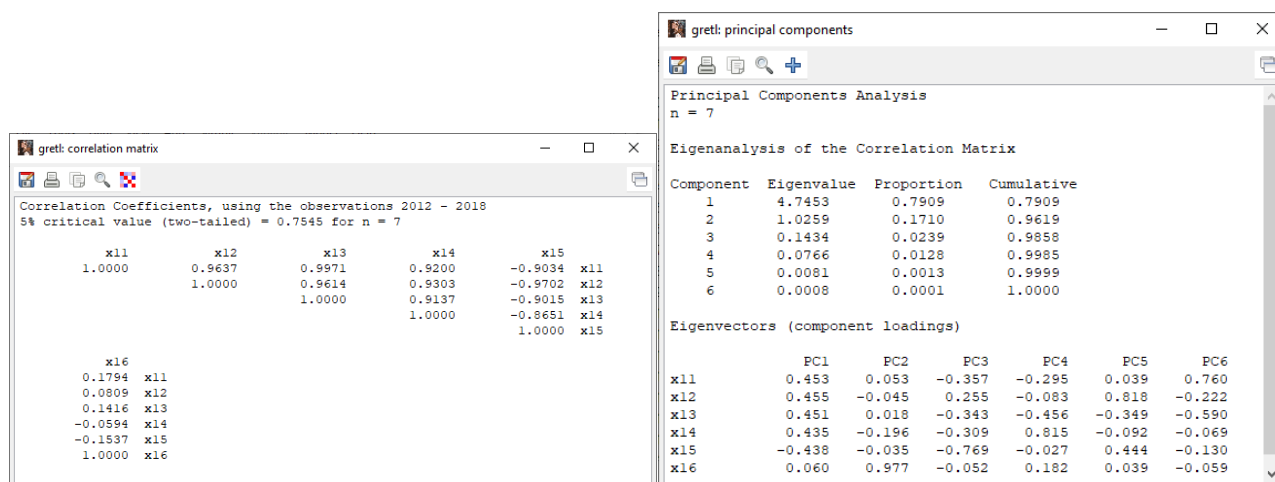 gretl: correlation matrix
Correlation Coefficients, using the observations 2012 - 2018
5% critical value (two-tailed) = 0.7545 for n = 7
x11 x12 x13 x14 x15
1.0000 0.9637 0.9971 0.9200 -0.9034 x11
1.0000 0.9614 0.9303 -0.9702 x12
1.0000 0.9137 -0.9015 x13
1.0000 -0.8651 x14
1.0000 x15
x16
0.1794 x11
0.0809 x12
0.1416 x13
-0.0594 x14
-0.1537 x15
1.0000 x16
gretl: principal components
Principal Components Analysis
n = 7
Eigenanalysis of the Correlation Matrix
Component Eigenvalue Proportion Cumulative
1 4.7453 0.7909 0.7909
2 1.0259 0.1710 0.9619
3 0.1434 0.0239 0.9858
4 0.0766 0.0128 0.9985
5 0.0081 0.0013 0.9999
6 0.0008 0.0001 1.0000
Eigenvectors (component loadings)
PC1 PC2 PC3 PC4 PC5 PC6
x11 0.453 0.053 -0.357 -0.295 0.039 0.760
x12 0.455 -0.045 0.255 -0.083 0.818 -0.222
x13 0.451 0.018 -0.343 -0.456 -0.349 -0.590
x14 0.435 -0.196 -0.309 0.815 -0.092 -0.069
x15 -0.438 -0.035 -0.769 -0.027 0.444 -0.130
x16 0.060 0.977 -0.052 0.182 0.039 -0.059